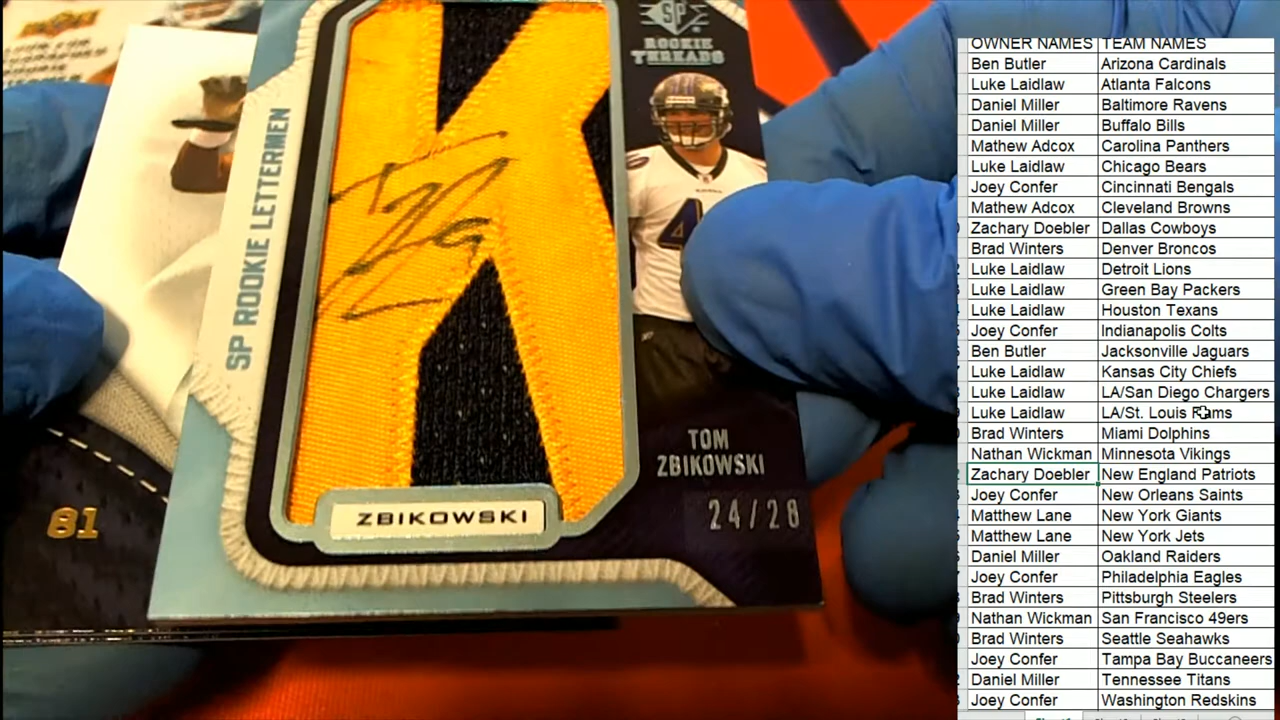 SP
ROOKIE
THREADS
SP ROOKIE LETTERMEN
K
TOM
ZBIKOWSKI
24/28
ZBIKOWSKI
81
OWNER NAMES TEAM NAMES
Ben Butler Arizona Cardinals
Luke Laidlaw Atlanta Falcons
Daniel Miller Baltimore Ravens
Daniel Miller Buffalo Bills
Mathew Adcox Carolina Panthers
Luke Laidlaw Chicago Bears
Joey Confer Cincinnati Bengals
Mathew Adcox Cleveland Browns
Zachary Doebler Dallas Cowboys
Brad Winters Denver Broncos
Luke Laidlaw Detroit Lions
Luke Laidlaw Green Bay Packers
Luke Laidlaw Houston Texans
Joey Confer Indianapolis Colts
Ben Butler Jacksonville Jaguars
Luke Laidlaw Kansas City Chiefs
Luke Laidlaw LA/San Diego Chargers
Luke Laidlaw LA/St. Louis Rams
Brad Winters Miami Dolphins
Nathan Wickman Minnesota Vikings
Zachary Doebler New England Patriots
Joey Confer New Orleans Saints
Matthew Lane New York Giants
Matthew Lane New York Jets
Daniel Miller Oakland Raiders
Joey Confer Philadelphia Eagles
Brad Winters Pittsburgh Steelers
Nathan Wickman San Francisco 49ers
Brad Winters Seattle Seahawks
Joey Confer Tampa Bay Buccaneers
Daniel Miller Tennessee Titans
Joey Confer Washington Redskins